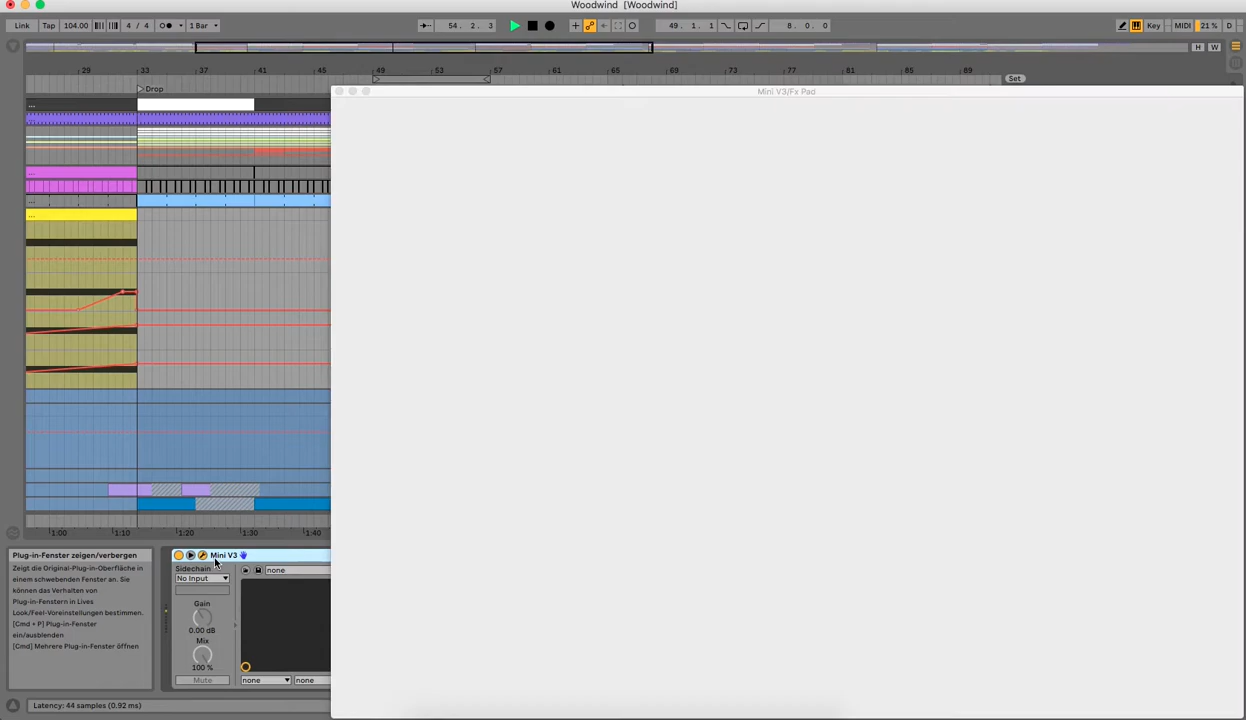 Woodwind [Woodwind]
Link Tap 104.00 4 / 4 1 Bar 54. 2. 3 49. 1. 1 8. 0. 0 Key MIDI 21 % D
H W
29 33 37 41 45 49 53 57 61 65 69 73 77 81 85 89
Set
Drop
Mini V3/Fx Pad
...
...
...
...
...
1:00 1:10 1:20 1:30 1:40
Plug-in-Fenster zeigen/verbergen
Zeigt die Original-Plug-in-Oberfläche in
einem schwebenden Fenster an. Sie
können das Verhalten von
Plug-in-Fenstern in Lives
Look/Feel-Voreinstellungen bestimmen.
[Cmd + P] Plug-in-Fenster
ein/ausblenden
[Cmd] Mehrere Plug-in-Fenster öffnen
Mini V3
Sidechain
No Input
none
Gain
0.00 dB
Mix
100 %
Mute
none none
Latency: 44 samples (0.92 ms)